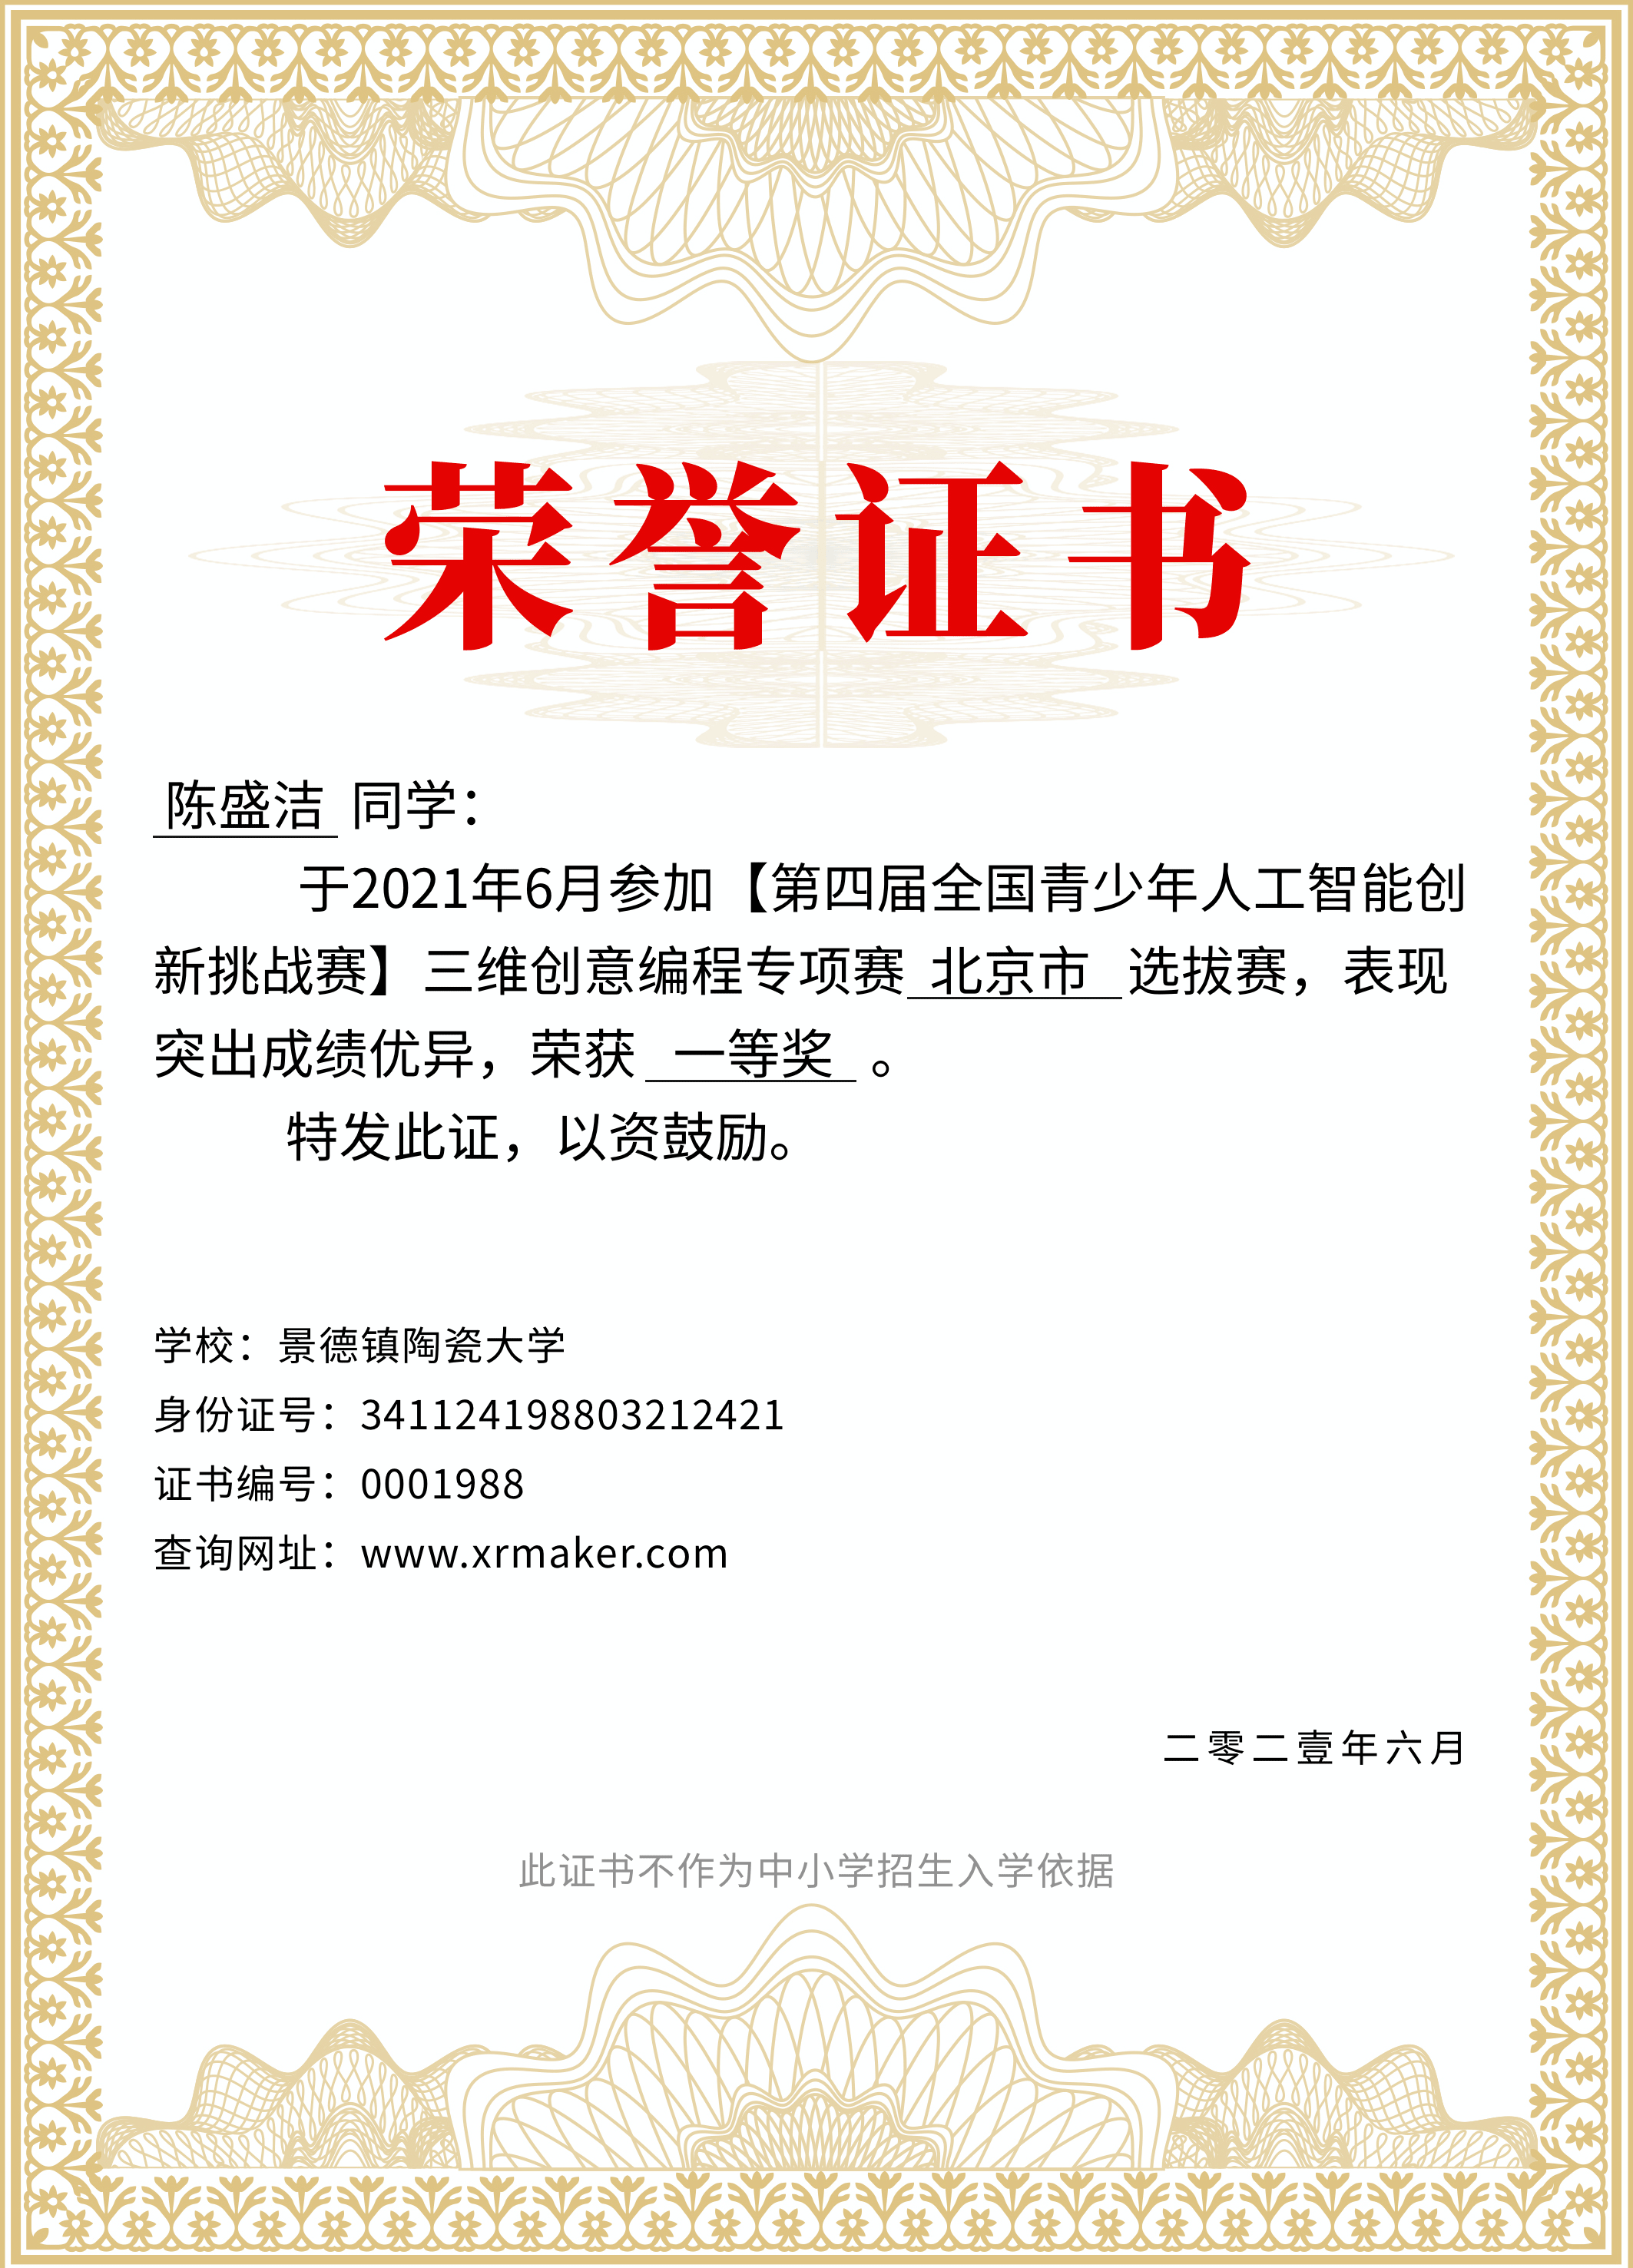 荣誉证书
陈盛洁 同学：
于2021年6月参加【第四届全国青少年人工智能创
新挑战赛】三维创意编程专项赛 北京市 选拔赛，表现
突出成绩优异，荣获 一等奖 。
特发此证，以资鼓励。
学校：景德镇陶瓷大学
身份证号：341124198803212421
证书编号：0001988
查询网址：www.xrmaker.com
二零二壹年六月
此证书不作为中小学招生入学依据